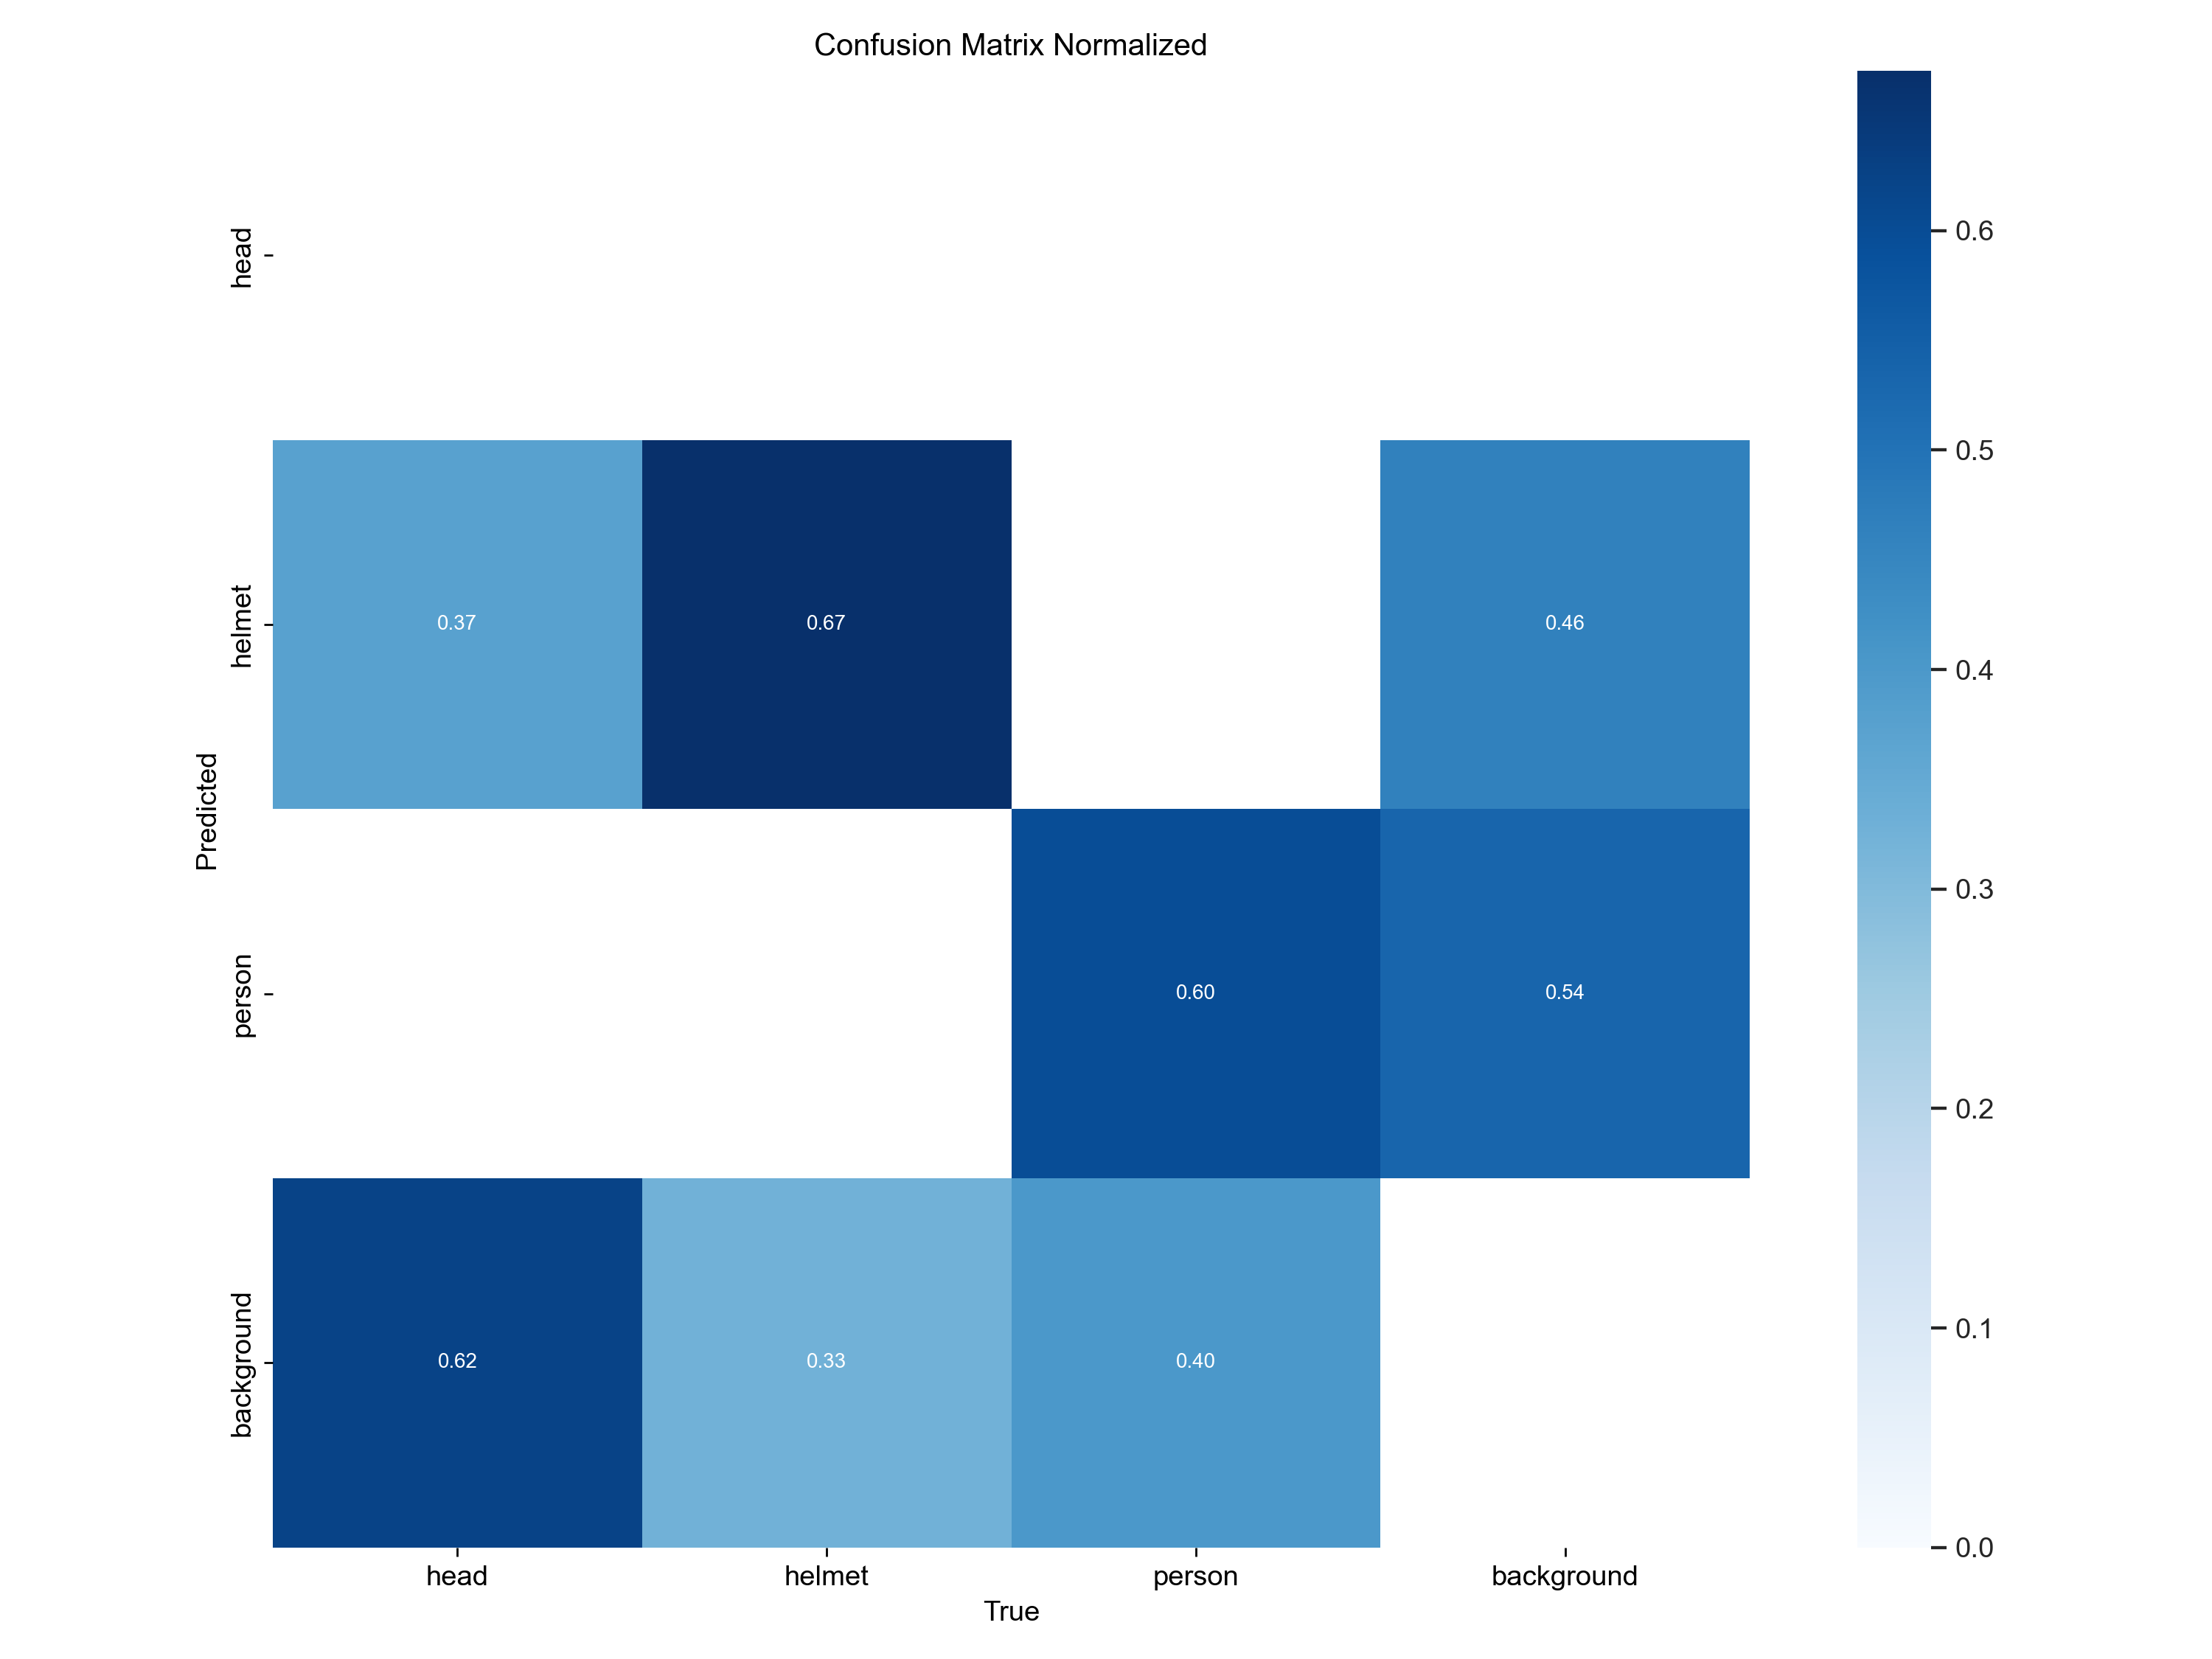 Confusion Matrix Normalized
head
helmet
person
background
Predicted
0.37
0.67
0.46
0.60
0.54
0.62
0.33
0.40
head
helmet
person
background
True
0.6
0.5
0.4
0.3
0.2
0.1
0.0